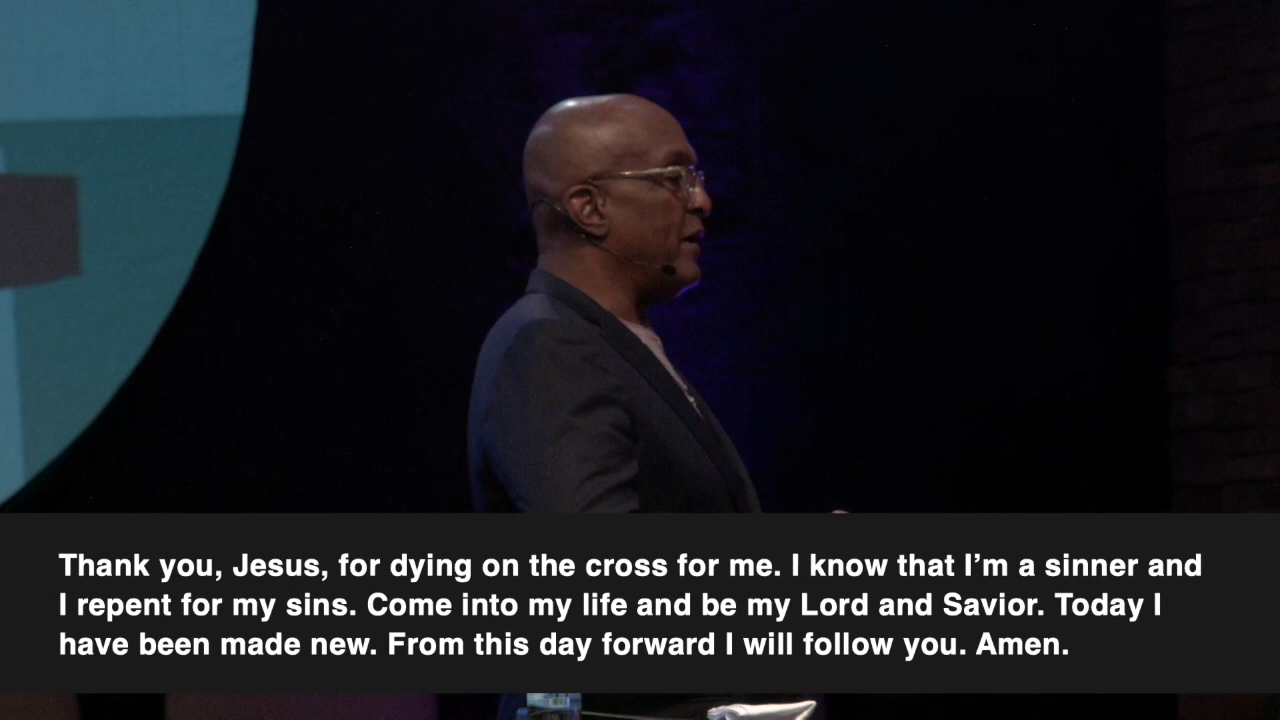 Thank you, Jesus, for dying on the cross for me. I know that I’m a sinner and
I repent for my sins. Come into my life and be my Lord and Savior. Today I
have been made new. From this day forward I will follow you. Amen.